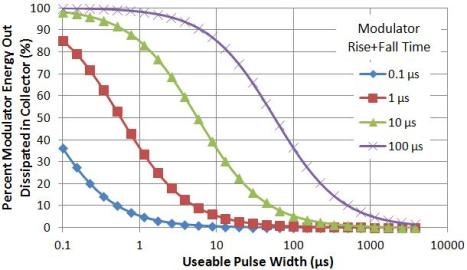 Percent Modulator Energy Out
Dissipated in Collector (%)
100
90
80
70
60
50
40
30
20
10
0
Modulator
Rise+Fall Time
0.1 μs
1 μs
10 μs
100 μs
0.1
1
10
100
1000
10000
Useable Pulse Width (μs)